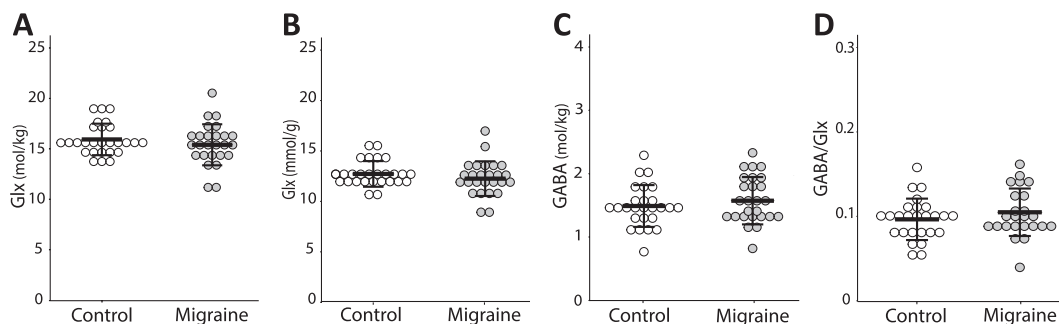 A
Glx (mol/kg)
25
20
15
10
5
0
Control Migraine
B
Glx (mmol/g)
25
20
15
10
5
0
Control Migraine
C
GABA (mol/kg)
4
3
2
1
0
Control Migraine
D
GABA/Glx
0.3
0.2
0.1
0
Control Migraine